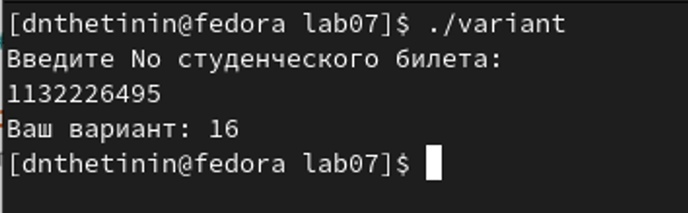 [dnthetinin@fedora lab07]$ ./variant
Введите No студенческого билета:
1132226495
Ваш вариант: 16
[dnthetinin@fedora lab07]$